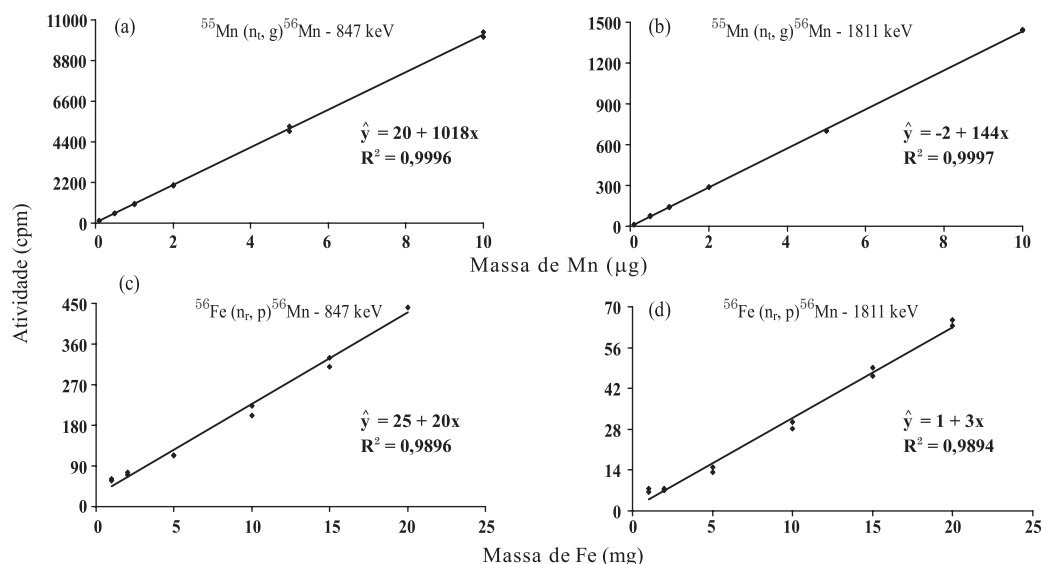 Atividade (cpm)
(a)
⁵⁵Mn (nₜ, g)⁵⁶Mn - 847 keV
11000
8800
6600
4400
2200
0
ŷ = 20 + 1018x
R² = 0,9996
0 2 4 6 8 10
(b)
⁵⁵Mn (nₜ, g)⁵⁶Mn - 1811 keV
1500
1200
900
600
300
0
ŷ = -2 + 144x
R² = 0,9997
0 2 4 6 8 10
Massa de Mn (µg)
(c)
⁵⁶Fe (nᵣ, p)⁵⁶Mn - 847 keV
450
360
270
180
90
0
ŷ = 25 + 20x
R² = 0,9896
0 5 10 15 20 25
(d)
⁵⁶Fe (nᵣ, p)⁵⁶Mn - 1811 keV
70
56
42
28
14
0
ŷ = 1 + 3x
R² = 0,9894
0 5 10 15 20 25
Massa de Fe (mg)